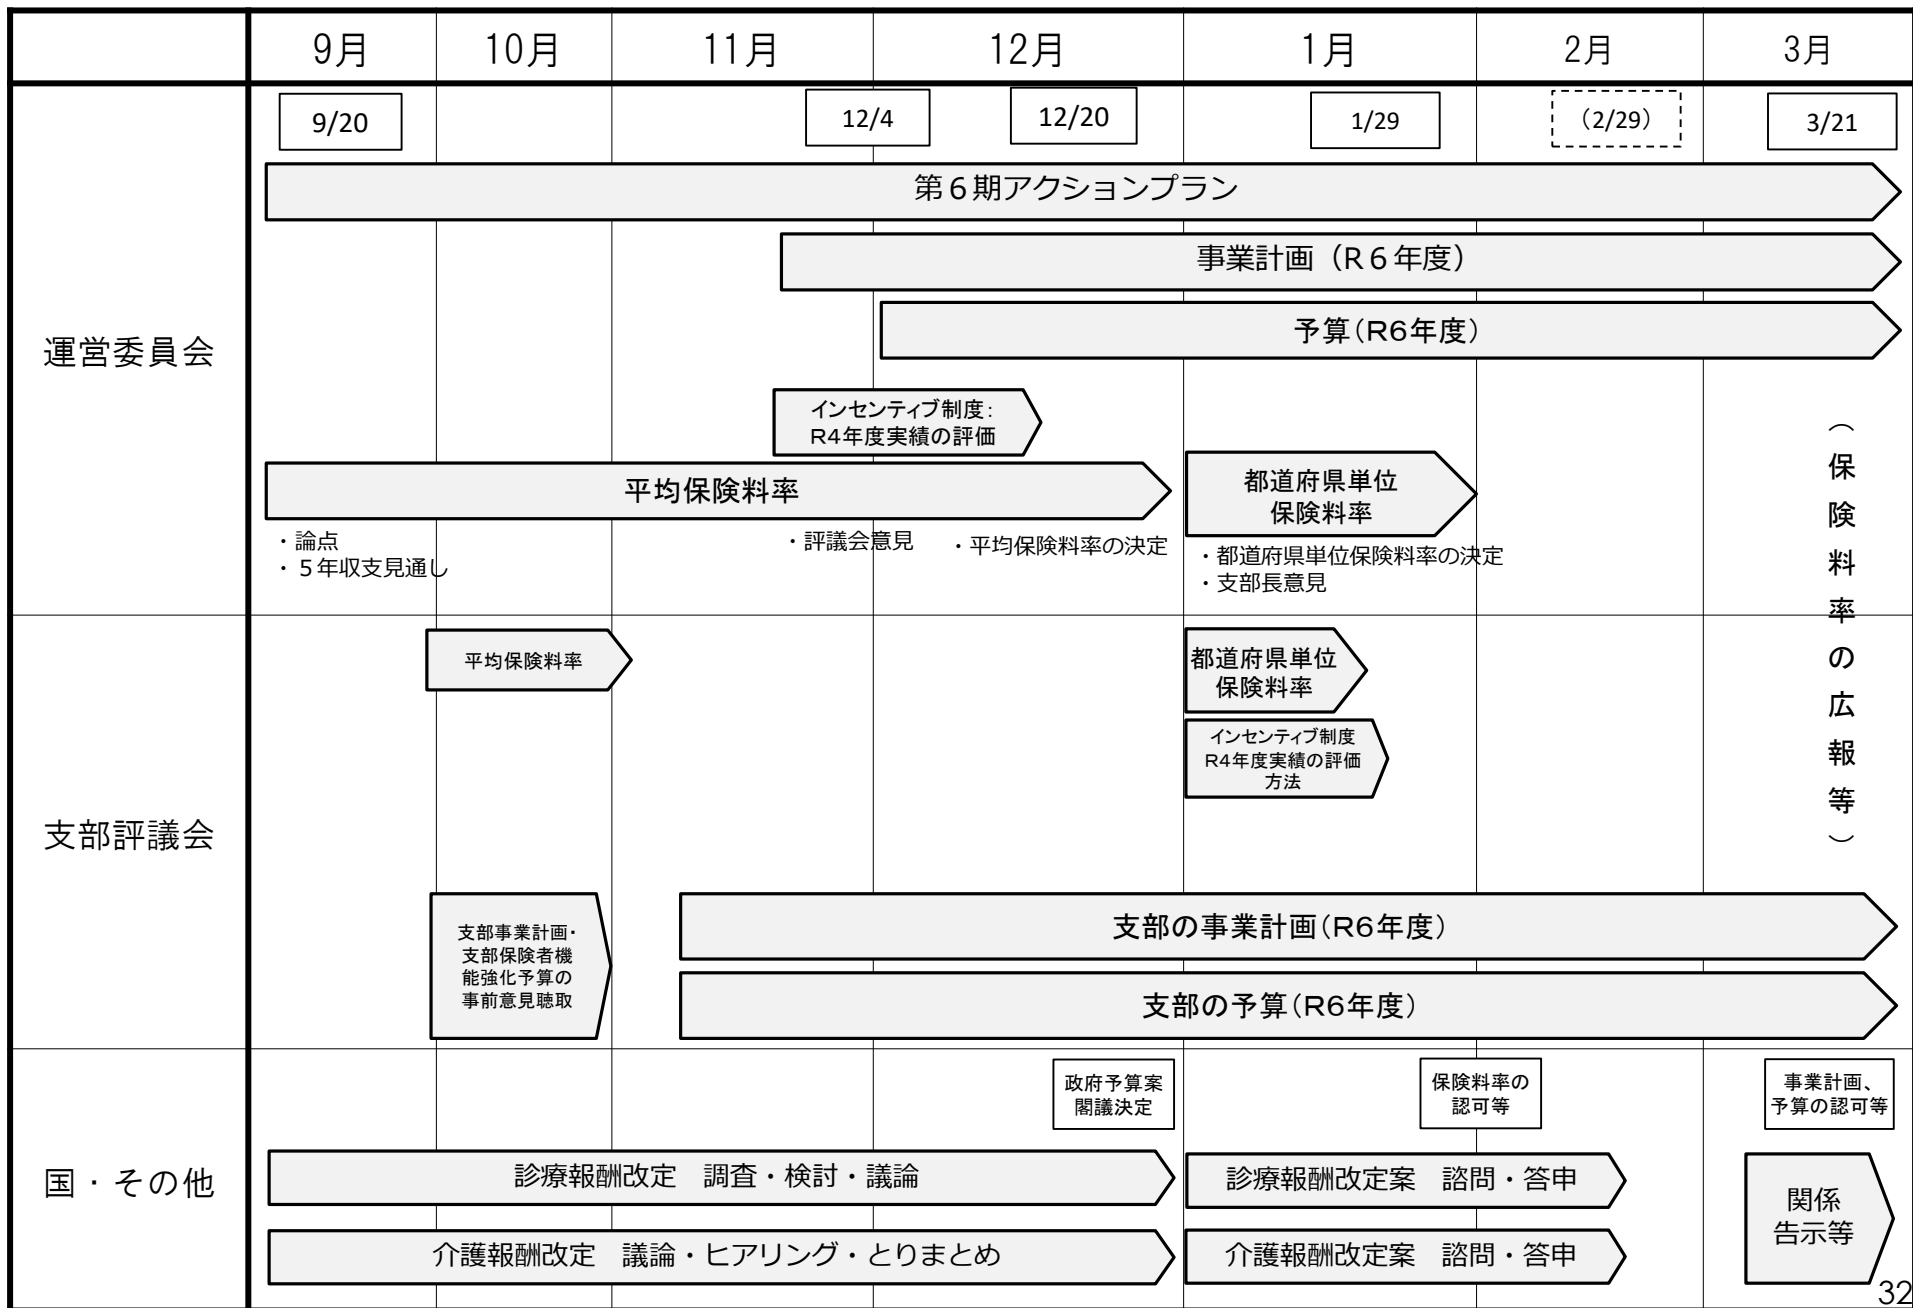 9月
10月
11月
12月
1月
2月
3月
運営委員会
9/20
12/4
12/20
1/29
（2/29）
3/21
第６期アクションプラン
事業計画（R６年度）
予算（R6年度）
インセンティブ制度：
R4年度実績の評価
平均保険料率
都道府県単位
保険料率
・論点
・５年収支見通し
・評議会意見
・平均保険料率の決定
・都道府県単位保険料率の決定
・支部長意見
（保険料率の広報等）
支部評議会
平均保険料率
都道府県単位
保険料率
インセンティブ制度
R4年度実績の評価
方法
支部事業計画・
支部保険者機
能強化予算の
事前意見聴取
支部の事業計画（R6年度）
支部の予算（R6年度）
国・その他
政府予算案
閣議決定
保険料率の
認可等
事業計画、
予算の認可等
診療報酬改定　調査・検討・議論
診療報酬改定案　諮問・答申
介護報酬改定　議論・ヒアリング・とりまとめ
介護報酬改定案　諮問・答申
関係
告示等
32